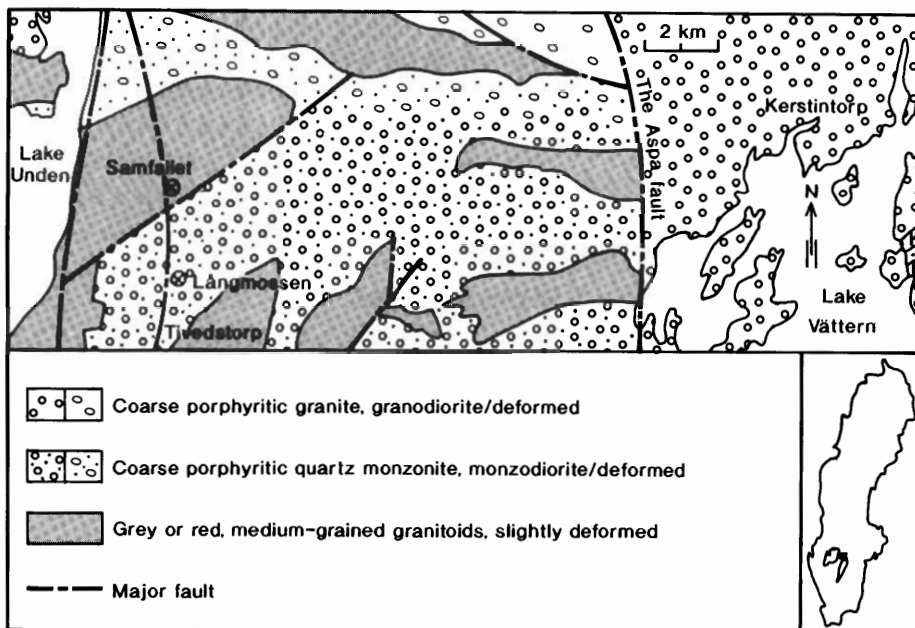 2 km
The Aspa fault
Kerstintorp
Lake
Unden
Samfallet
N
Långmossen
Lake
Vättern
Tivedstorp
Coarse porphyritic granite, granodiorite/deformed
Coarse porphyritic quartz monzonite, monzodiorite/deformed
Grey or red, medium-grained granitoids, slightly deformed
Major fault